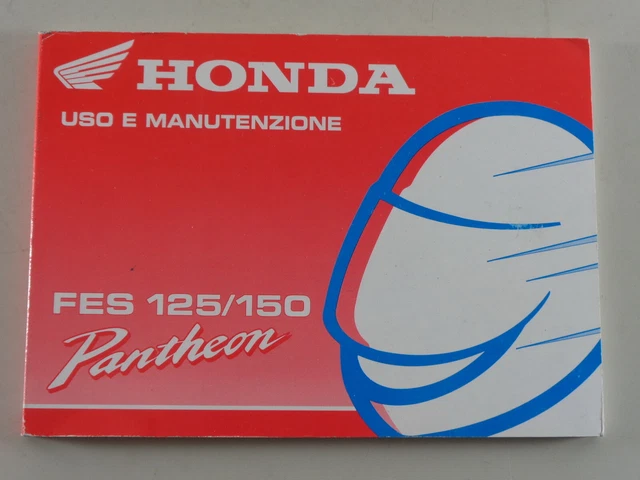 HONDA
USO E MANUTENZIONE
FES 125/150
Pantheon